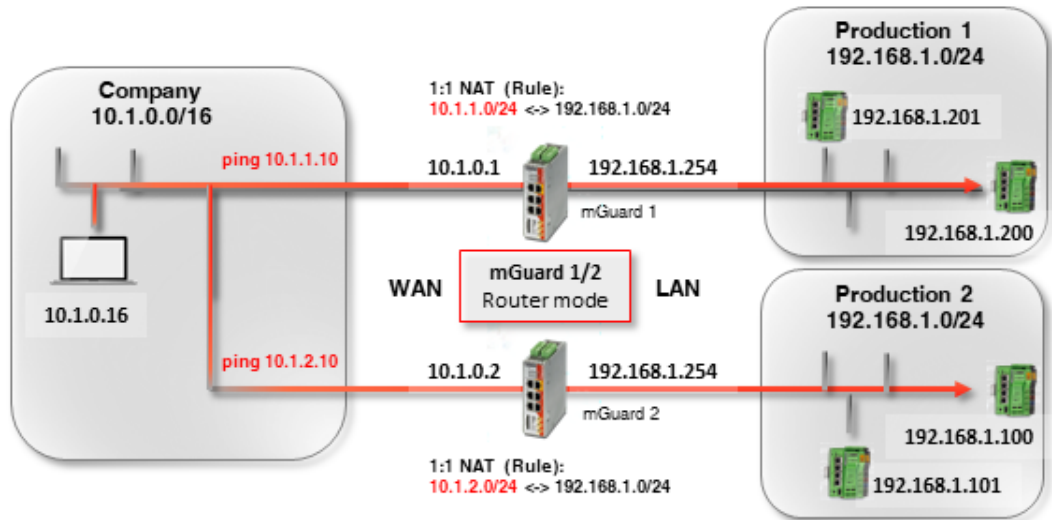 Company
10.1.0.0/16
ping 10.1.1.10
10.1.0.16
ping 10.1.2.10
1:1 NAT (Rule):
10.1.1.0/24 <-> 192.168.1.0/24
10.1.0.1
192.168.1.254
mGuard 1
WAN
mGuard 1/2
Router mode
LAN
10.1.0.2
192.168.1.254
mGuard 2
1:1 NAT (Rule):
10.1.2.0/24 <-> 192.168.1.0/24
Production 1
192.168.1.0/24
192.168.1.201
192.168.1.200
Production 2
192.168.1.0/24
192.168.1.100
192.168.1.101